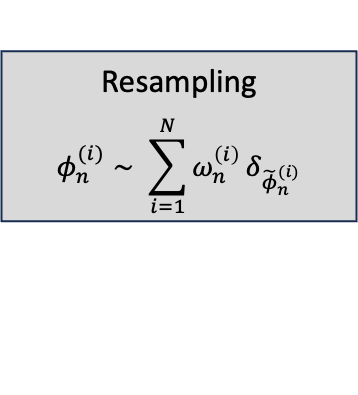 Resampling
ϕ_n^{(i)} ~ ∑_{i=1}^{N} ω_n^{(i)} δ_{ϕ̃_n^{(i)}}